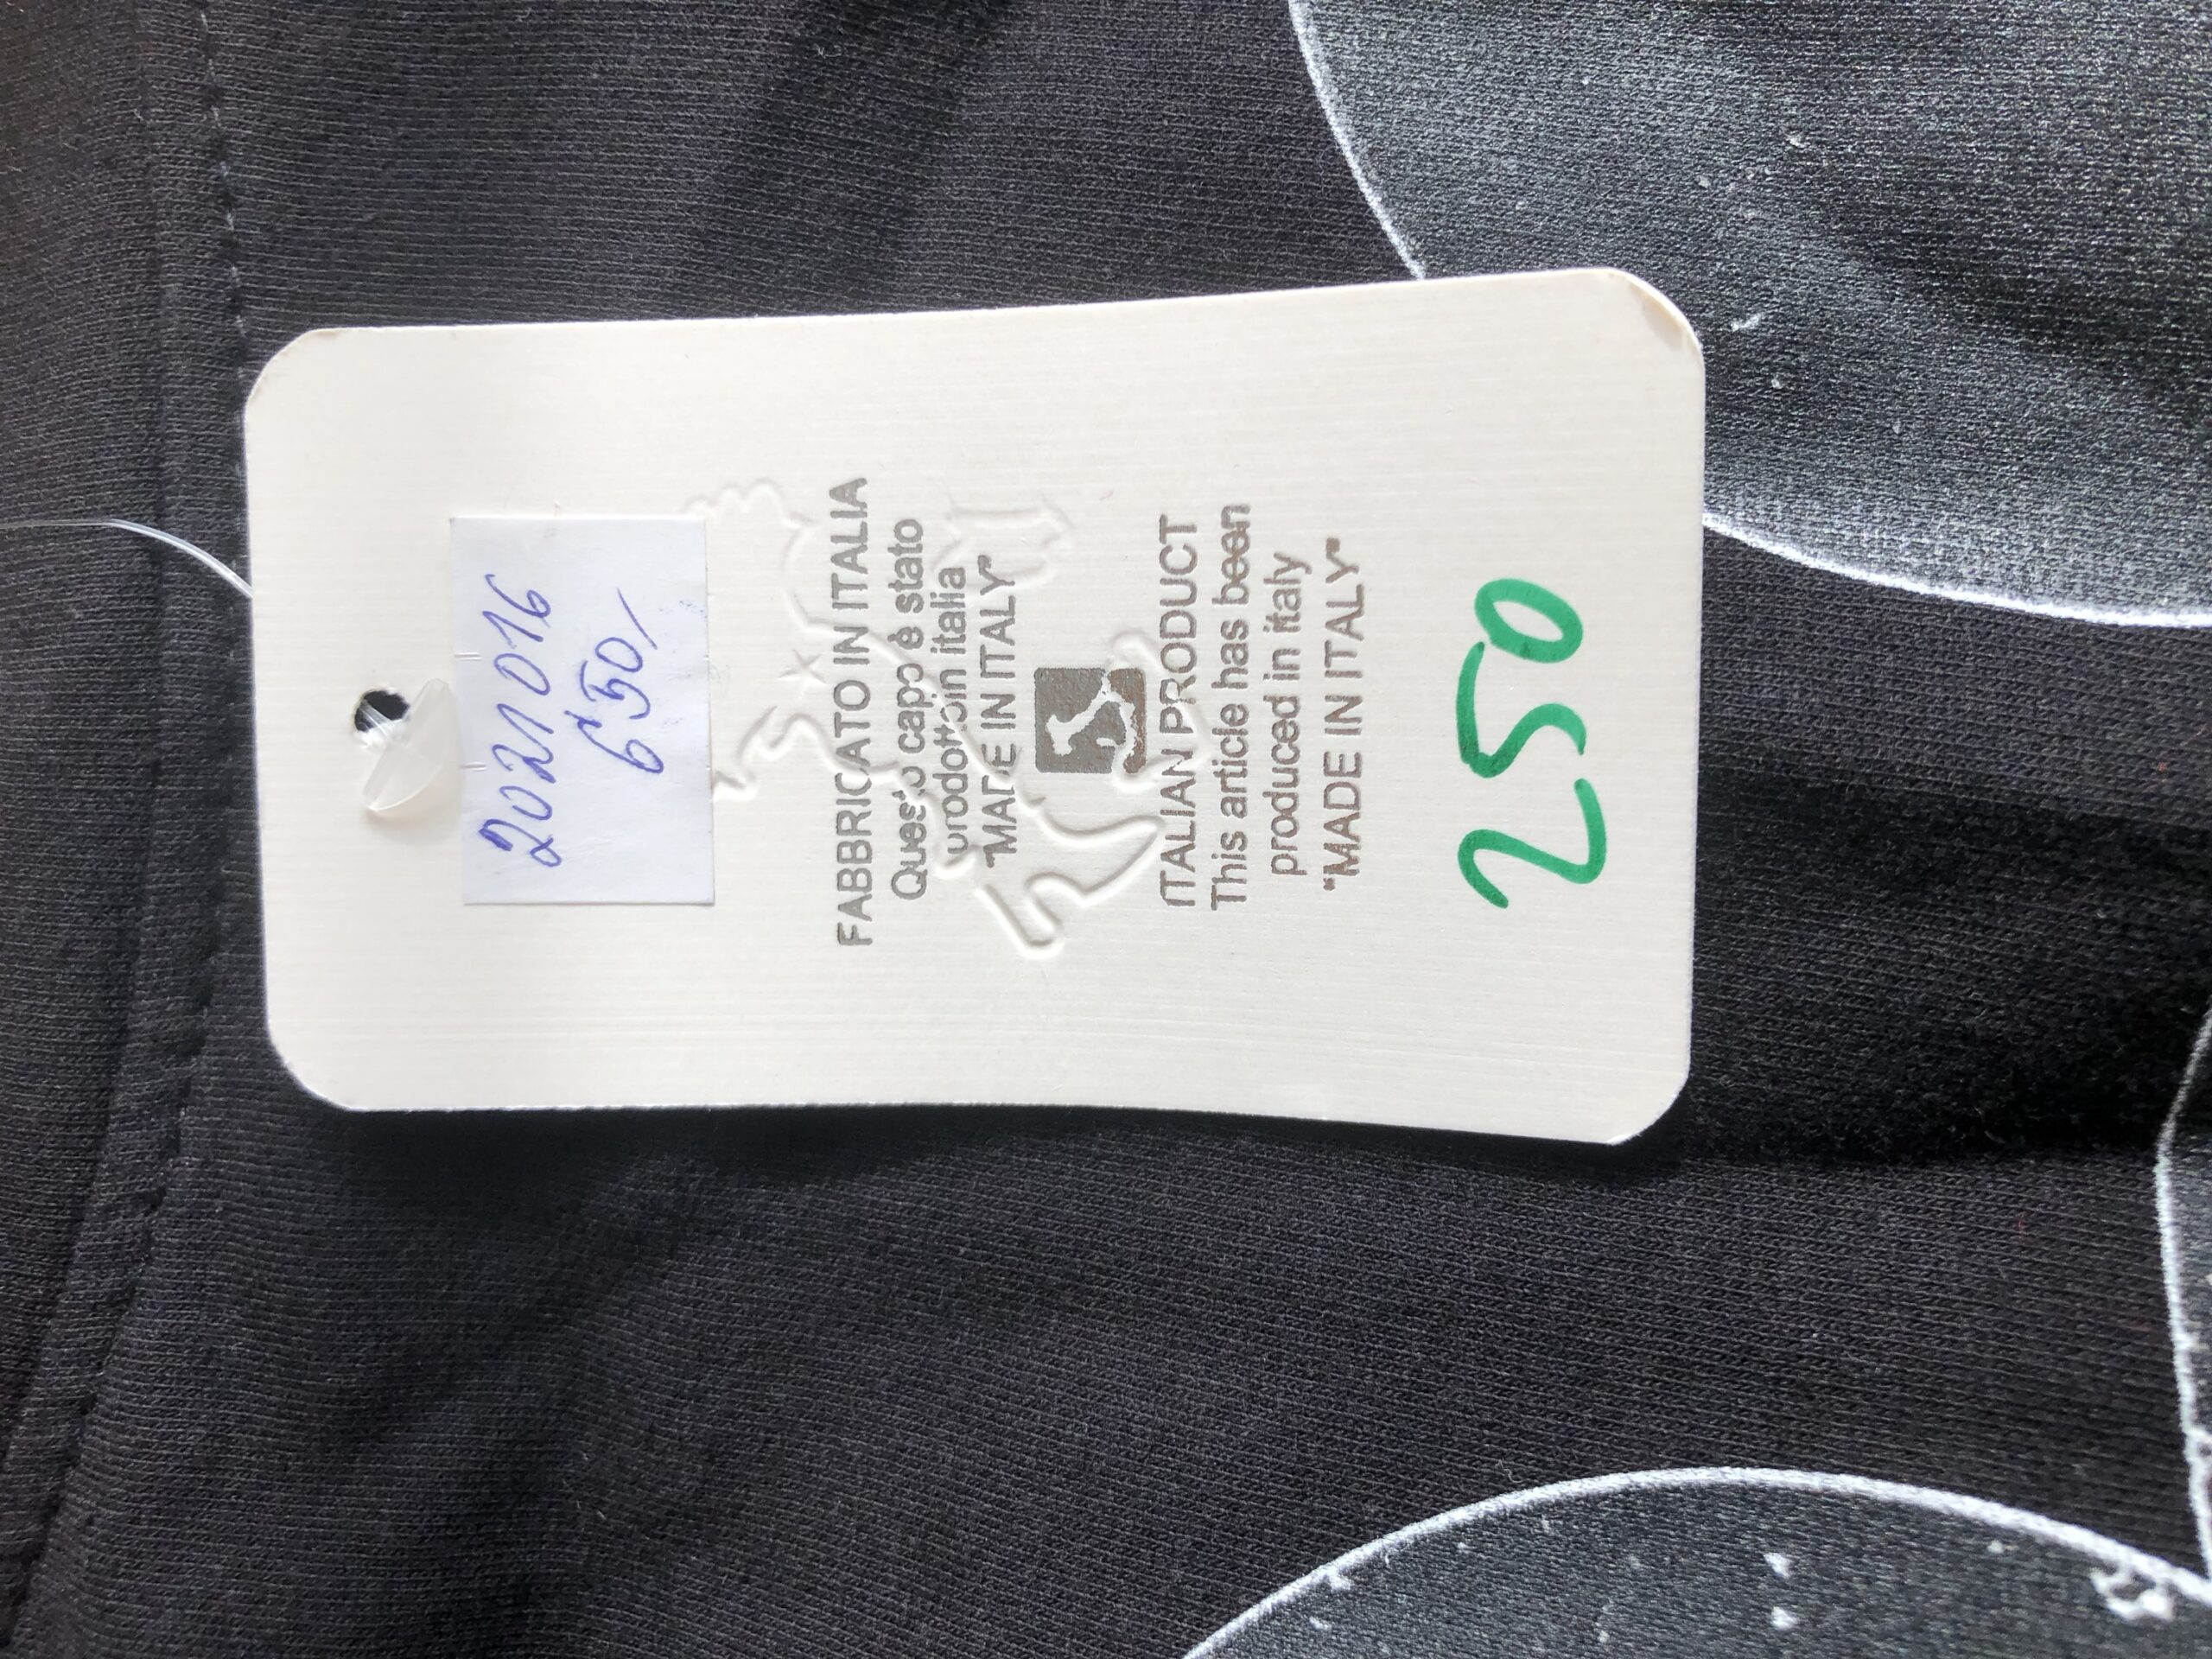 2021016
650,-
FABBRICATO IN ITALIA
Questo capo è stato
prodotto in italia
"MADE IN ITALY"
ITALIAN PRODUCT
This article has been
produced in italy
"MADE IN ITALY"
250